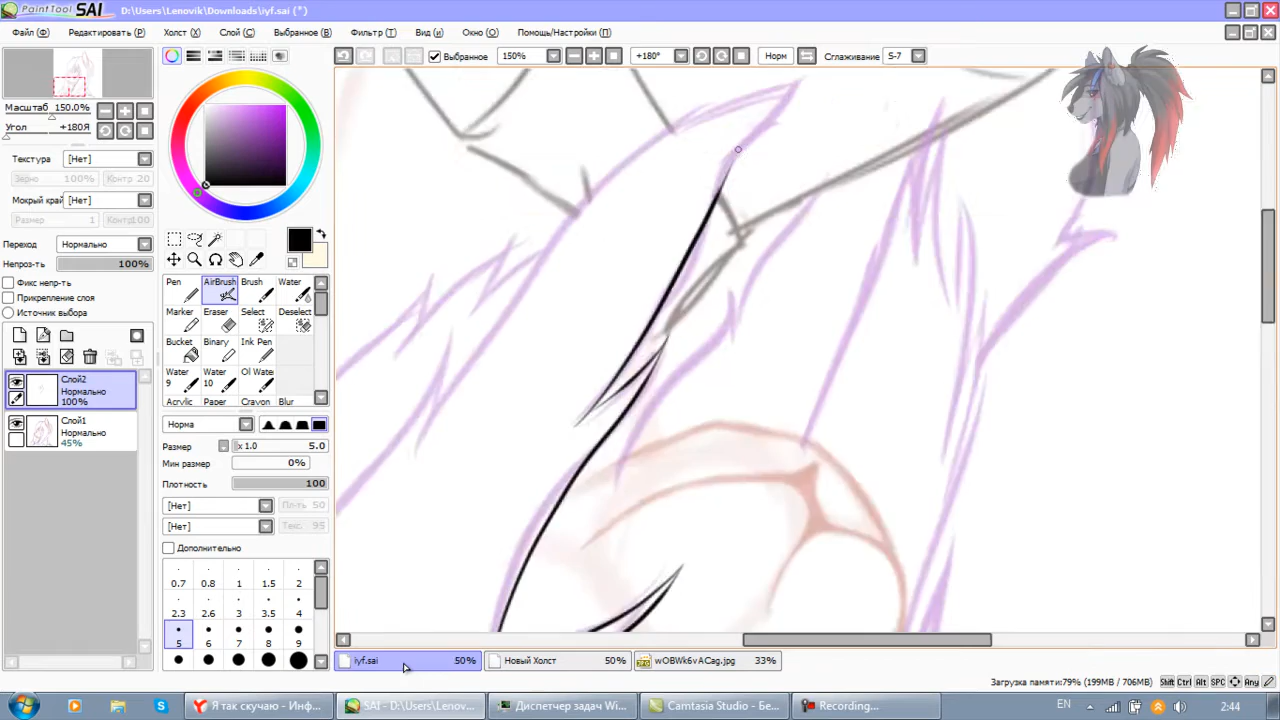 PaintTool SAI D:\Users\Lenovik\Downloads\iyf.sai (*)
Файл (Ф) Редактировать (P) Холст (X) Слой (C) Выбранное (B) Фильтр (T) Вид (и) Окно (O) Помощь/Настройки (П)
Выбранное 150% +180° Норм Сглаживание S-7
Масштаб 150.0%
Угол +180Я
Текстура [Нет]
Зерно 100% Контр 20
Мокрый край [Нет]
Размер 1 Контр100
Переход Нормально
Непроз-ть 100%
Фикс непр-ть
Прикрепление слоя
Источник выбора
Слой2
Нормально
100%
Слой1
Нормально
45%
Pen AirBrush Brush Water
Marker Eraser Select Deselect
Bucket Binary Ink Pen
Water 9 Water 10 Oil Water
Acrylic Paper Crayon Blur
Норма
Размер x 1.0 5.0
Мин размер 0%
Плотность 100
[Нет] По-ть 50
[Нет] Текс. 95
Дополнительно
0.7 0.8 1 1.5 2
2.3 2.6 3 3.5 4
5 6 7 8 9
iyf.sai 50% Новый Холст 50% wOBWk6vACag.jpg 33%
Загрузка памяти:79% (199MB / 706MB) Shift Ctrl Alt SPC Any
Я так скучаю - Инф... SAI - D:\Users\Lenov... Диспетчер задач Wi... Camtasia Studio - Бе... Recording... EN 2:44